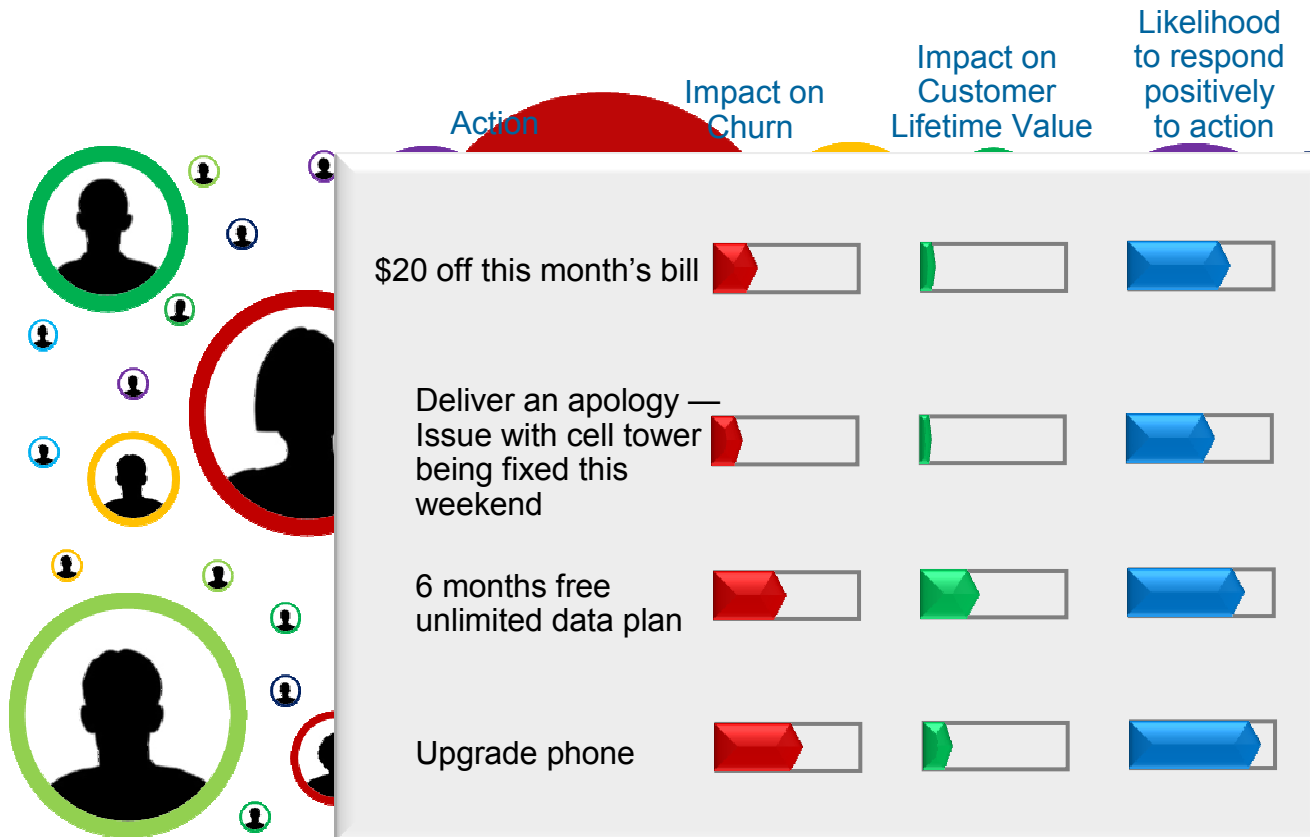 Action
Impact on
Churn
Impact on
Customer
Lifetime Value
Likelihood
to respond
positively
to action
$20 off this month’s bill
Deliver an apology —
Issue with cell tower
being fixed this
weekend
6 months free
unlimited data plan
Upgrade phone